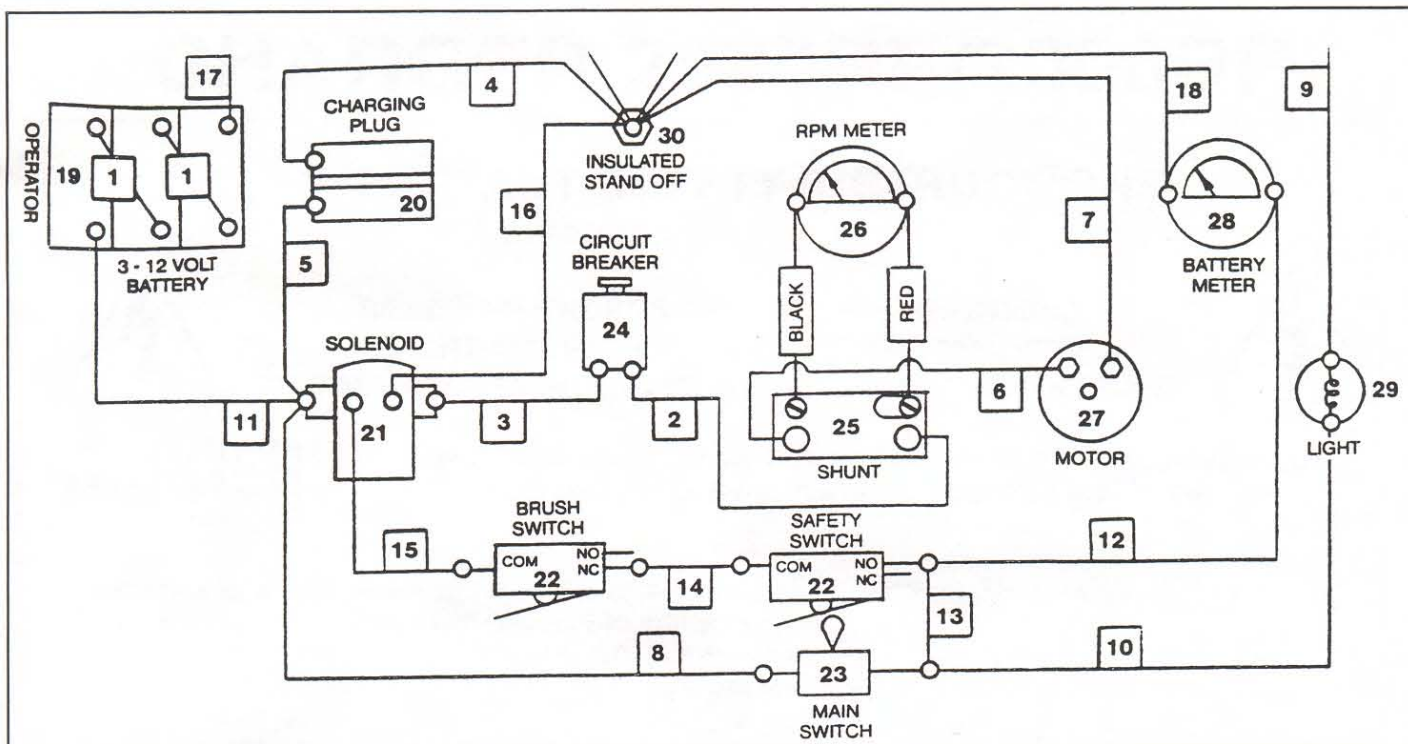 17
4
18
9
OPERATOR
19
1
1
3 - 12 VOLT
BATTERY
CHARGING
PLUG
20
5
16
30
INSULATED
STAND OFF
RPM METER
26
BLACK
RED
7
28
BATTERY
METER
CIRCUIT
BREAKER
24
SOLENOID
21
11
3
2
25
SHUNT
6
27
MOTOR
29
LIGHT
BRUSH
SWITCH
COM
NO
NC
22
15
14
SAFETY
SWITCH
COM
NO
NC
22
12
13
8
10
23
MAIN
SWITCH